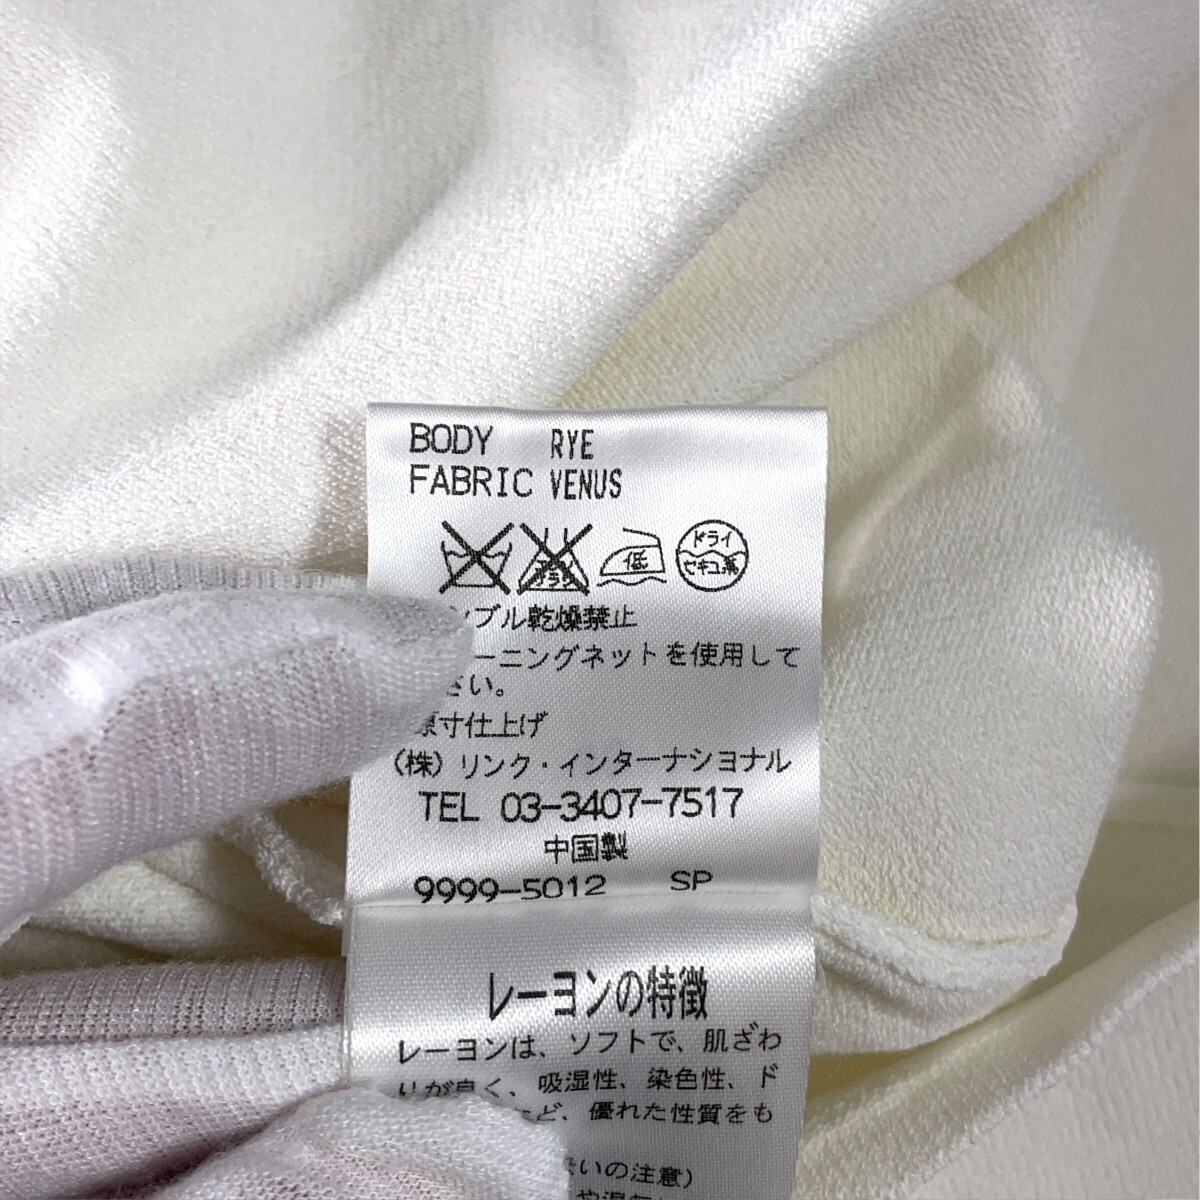 BODY RYE
FABRIC VENUS
低 ドライ
セキユ系
ンブル乾燥禁止
ーニングネットを使用して
さい。
原寸仕上げ
(株)リンク・インターナショナル
TEL 03-3407-7517
中国製
9999-5012 SP
レーヨンの特徴
レーヨンは、ソフトで、肌ざわ
りが良く、吸湿性、染色性、ド
など、優れた性質をも
いの注意)